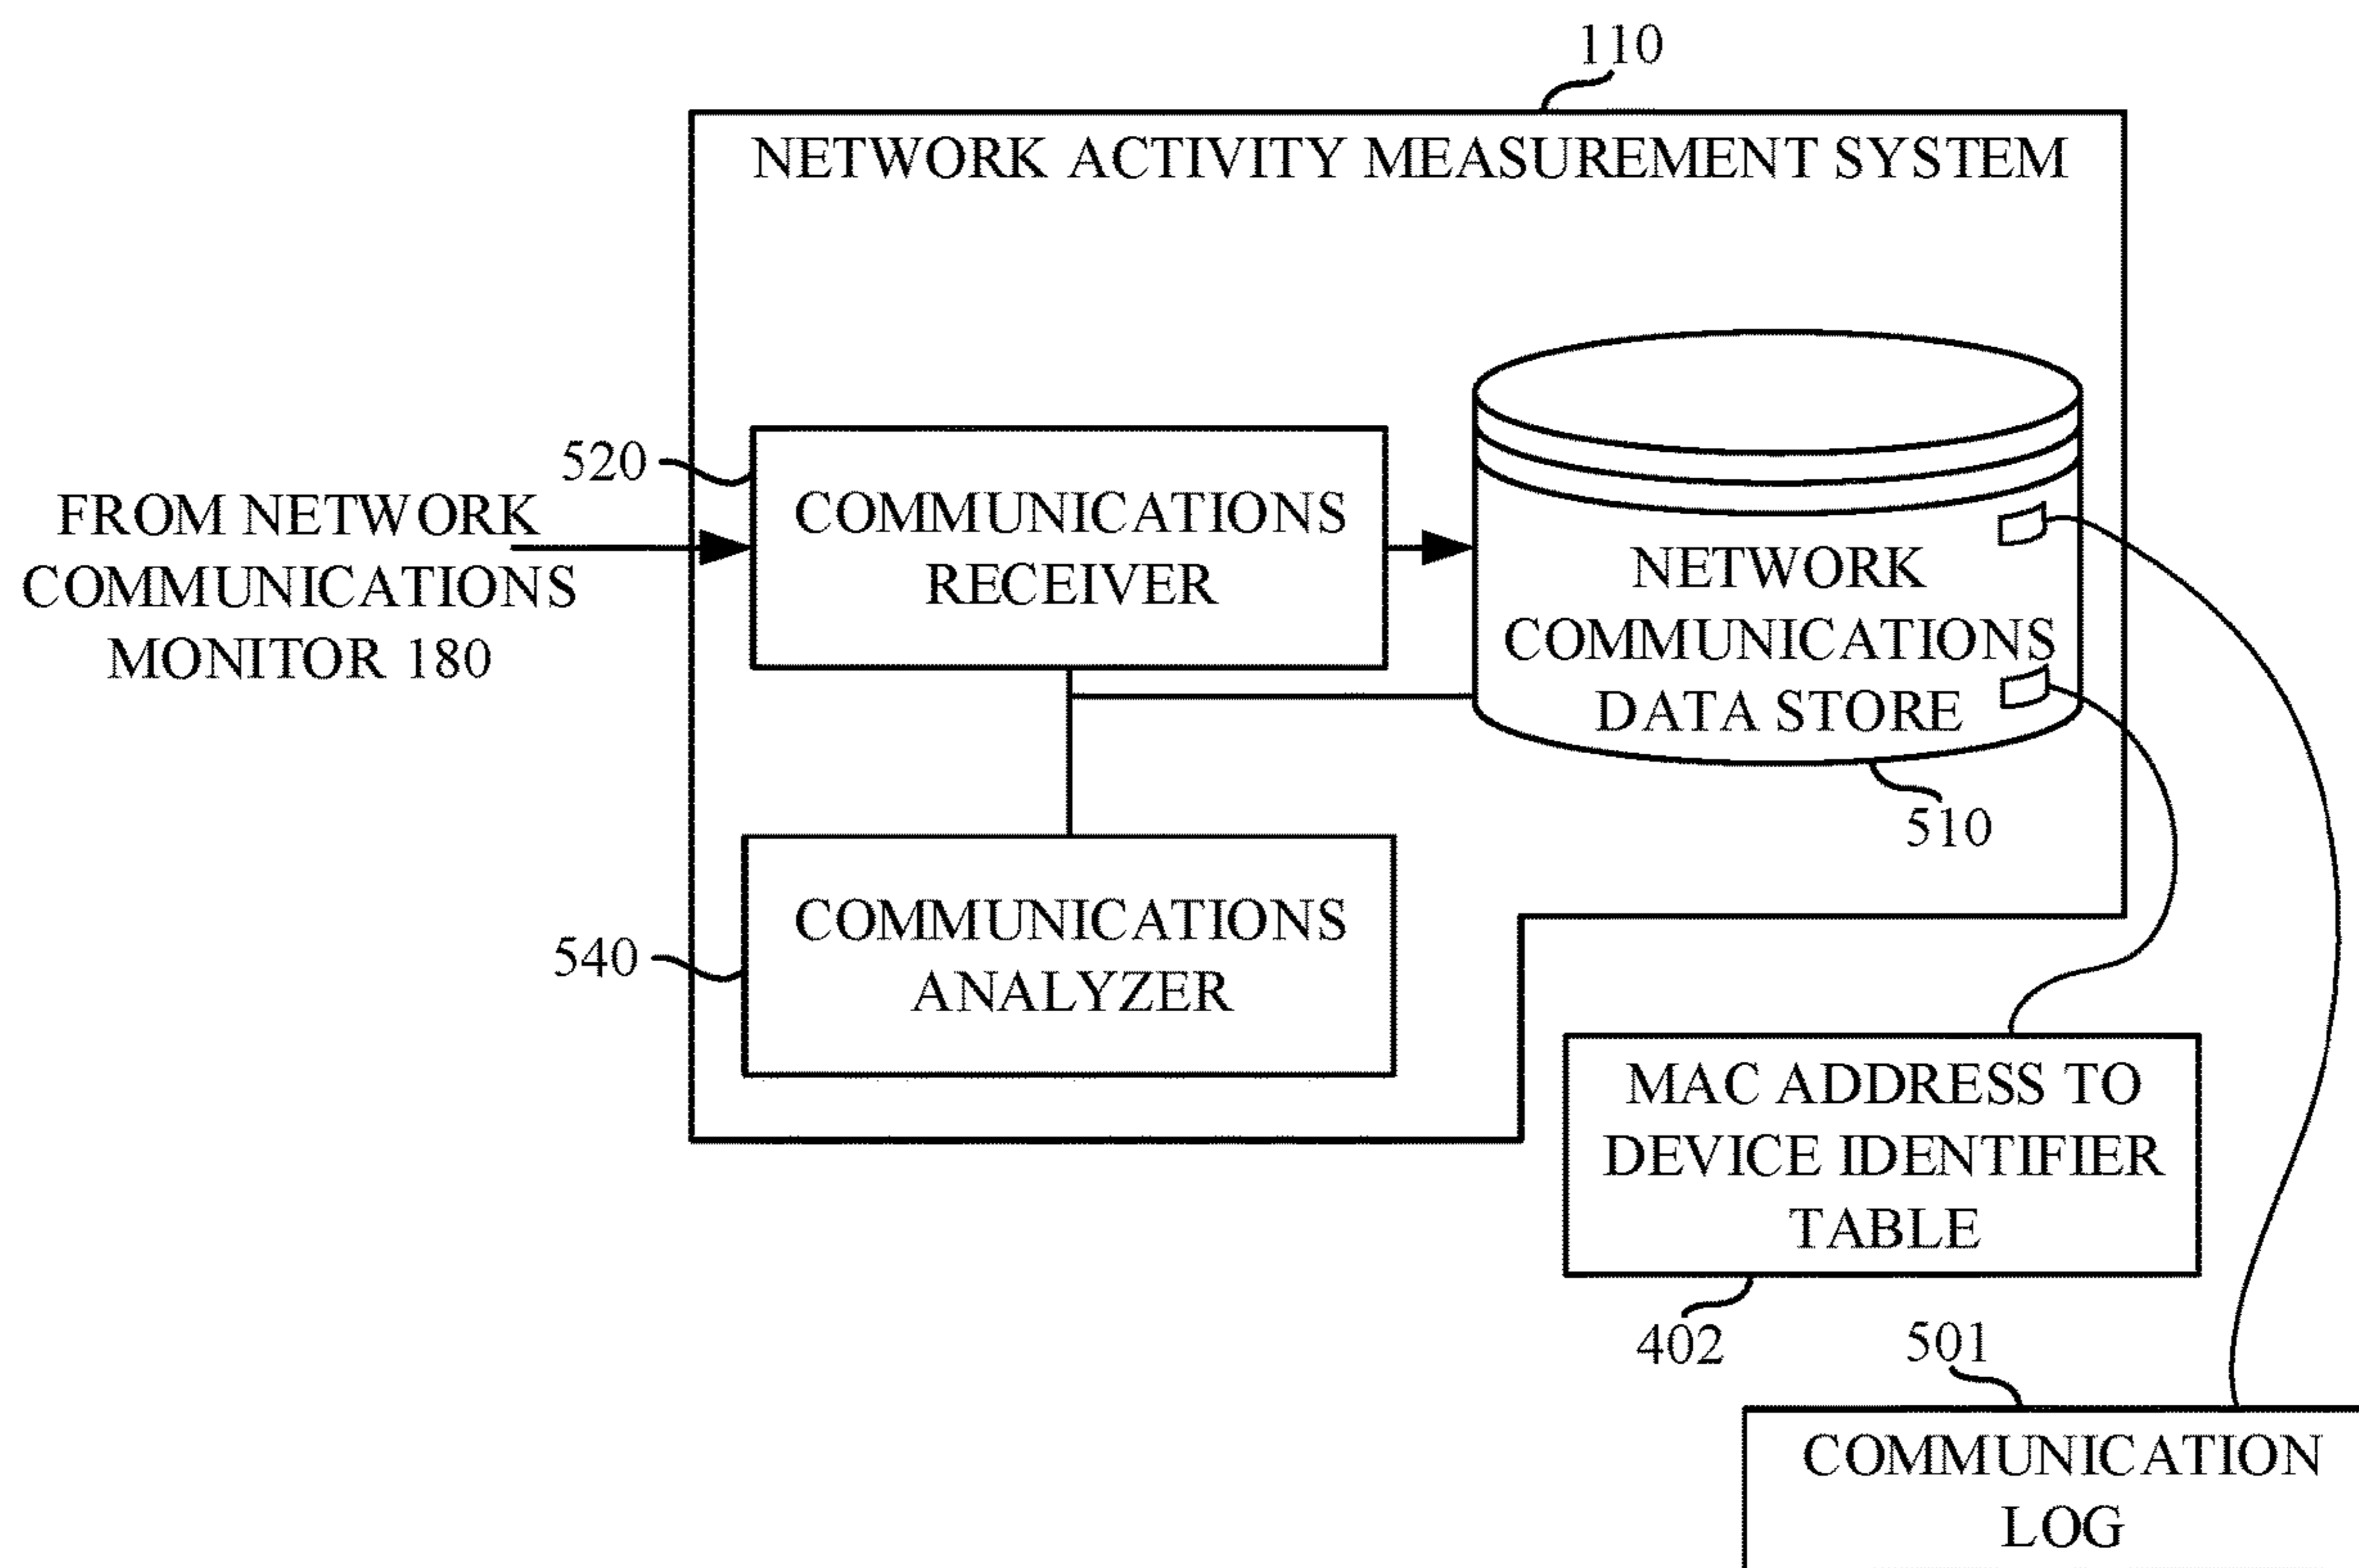 110
NETWORK ACTIVITY MEASUREMENT SYSTEM
520
FROM NETWORK
COMMUNICATIONS
MONITOR 180
COMMUNICATIONS
RECEIVER
NETWORK
COMMUNICATIONS
DATA STORE
510
540
COMMUNICATIONS
ANALYZER
MAC ADDRESS TO
DEVICE IDENTIFIER
TABLE
402
501
COMMUNICATION
LOG